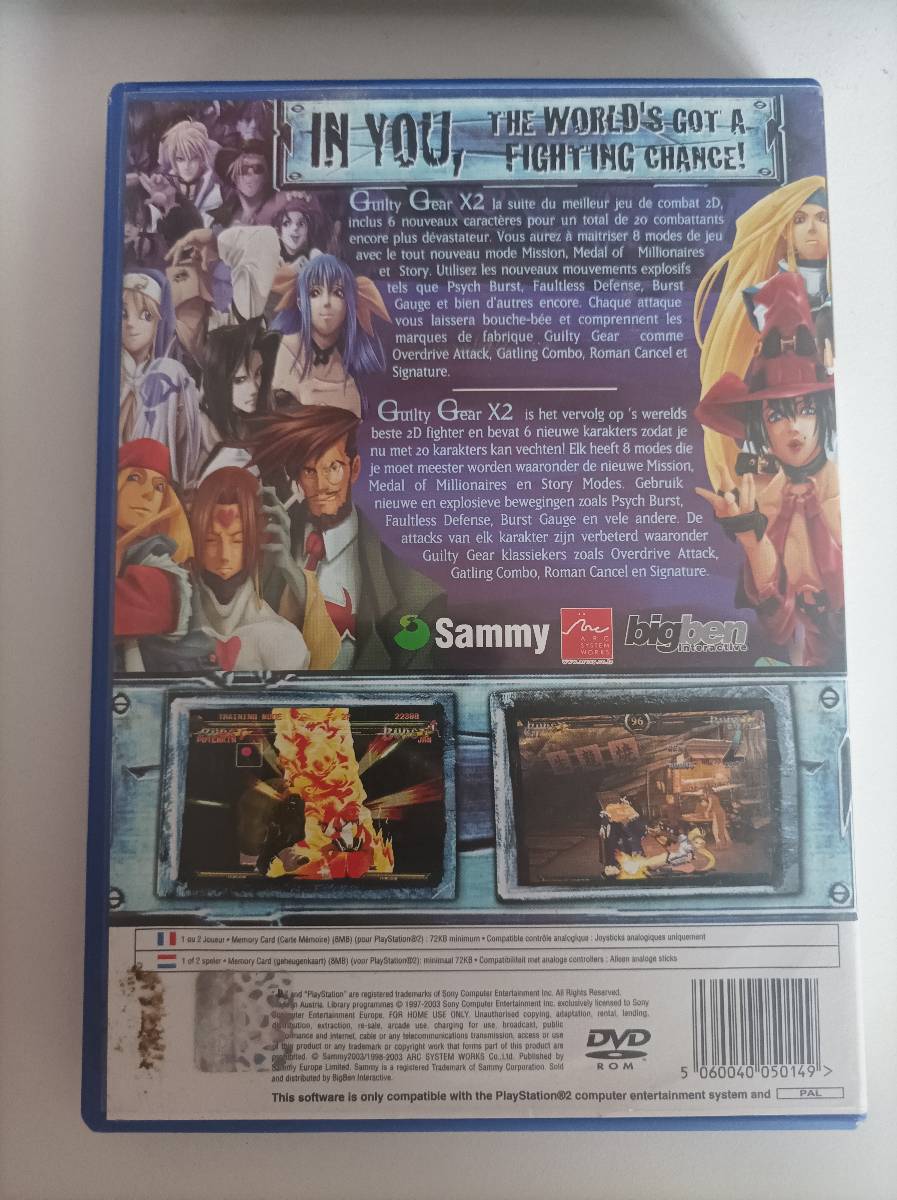 IN YOU, THE WORLD'S GOT A
FIGHTING CHANCE!
Guilty Gear X2 la suite du meilleur jeu de combat 2D,
inclus 6 nouveaux caractères pour un total de 20 combattants
encore plus dévastateur. Vous aurez à maitriser 8 modes de jeu
avec le tout nouveau mode Mission, Medal of Millionaires
et Story. Utilisez les nouveaux mouvements explosifs
tels que Psych Burst, Faultless Defense, Burst
Gauge et bien d'autres encore. Chaque attaque
vous laissera bouche-bée et comprennent les
marques de fabrique Guilty Gear comme
Overdrive Attack, Gatling Combo, Roman Cancel et
Signature.
Guilty Gear X2 is het vervolg op 's werelds
beste 2D fighter en bevat 6 nieuwe karakters zodat je
nu met 20 karakters kan vechten! Elk heeft 8 modes die
je moet meester worden waaronder de nieuwe Mission,
Medal of Millionaires en Story Modes. Gebruik
nieuwe en explosieve bewegingen zoals Psych Burst,
Faultless Defense, Burst Gauge en vele andere. De
attacks van elk karakter zijn verbeterd waaronder
Guilty Gear klassiekers zoals Overdrive Attack,
Gatling Combo, Roman Cancel en Signature.
Sammy
ARC
SYSTEM
WORKS
bigben
interactive
TRAINING MODE
22300
POTEMKIN
JAM
96
1 ou 2 Joueur • Memory Card (Carte Mémoire) (8MB) (pour PlayStation®2) : 72KB minimum • Compatible contrôle analogique : Joysticks analogiques uniquement
1 of 2 speler • Memory Card (geheugenkaart) (8MB) (voor PlayStation®2): minimaal 72KB • Compatibiliteit met analoge controllers : Alleen analoge sticks
and "PlayStation" are registered trademarks of Sony Computer Entertainment Inc. All Rights Reserved.
in Austria. Library programmes © 1997-2003 Sony Computer Entertainment Inc. exclusively licensed to Sony
Computer Entertainment Europe. FOR HOME USE ONLY. Unauthorised copying, adaptation, rental, lending,
distribution, extraction, re-sale, arcade use, charging for use, broadcast, public
performance and internet, cable or any telecommunications transmission, access or use
of this product or any trademark or copyright work that forms part of this product are
prohibited. © Sammy2003/1998-2003 ARC SYSTEM WORKS Co.,Ltd. Published by
Sammy Europe Limited. Sammy is a registered Trademark of Sammy Corporation. Sold
and distributed by BigBen Interactive.
DVD
ROM
5 060040 050149 >
This software is only compatible with the PlayStation®2 computer entertainment system and PAL